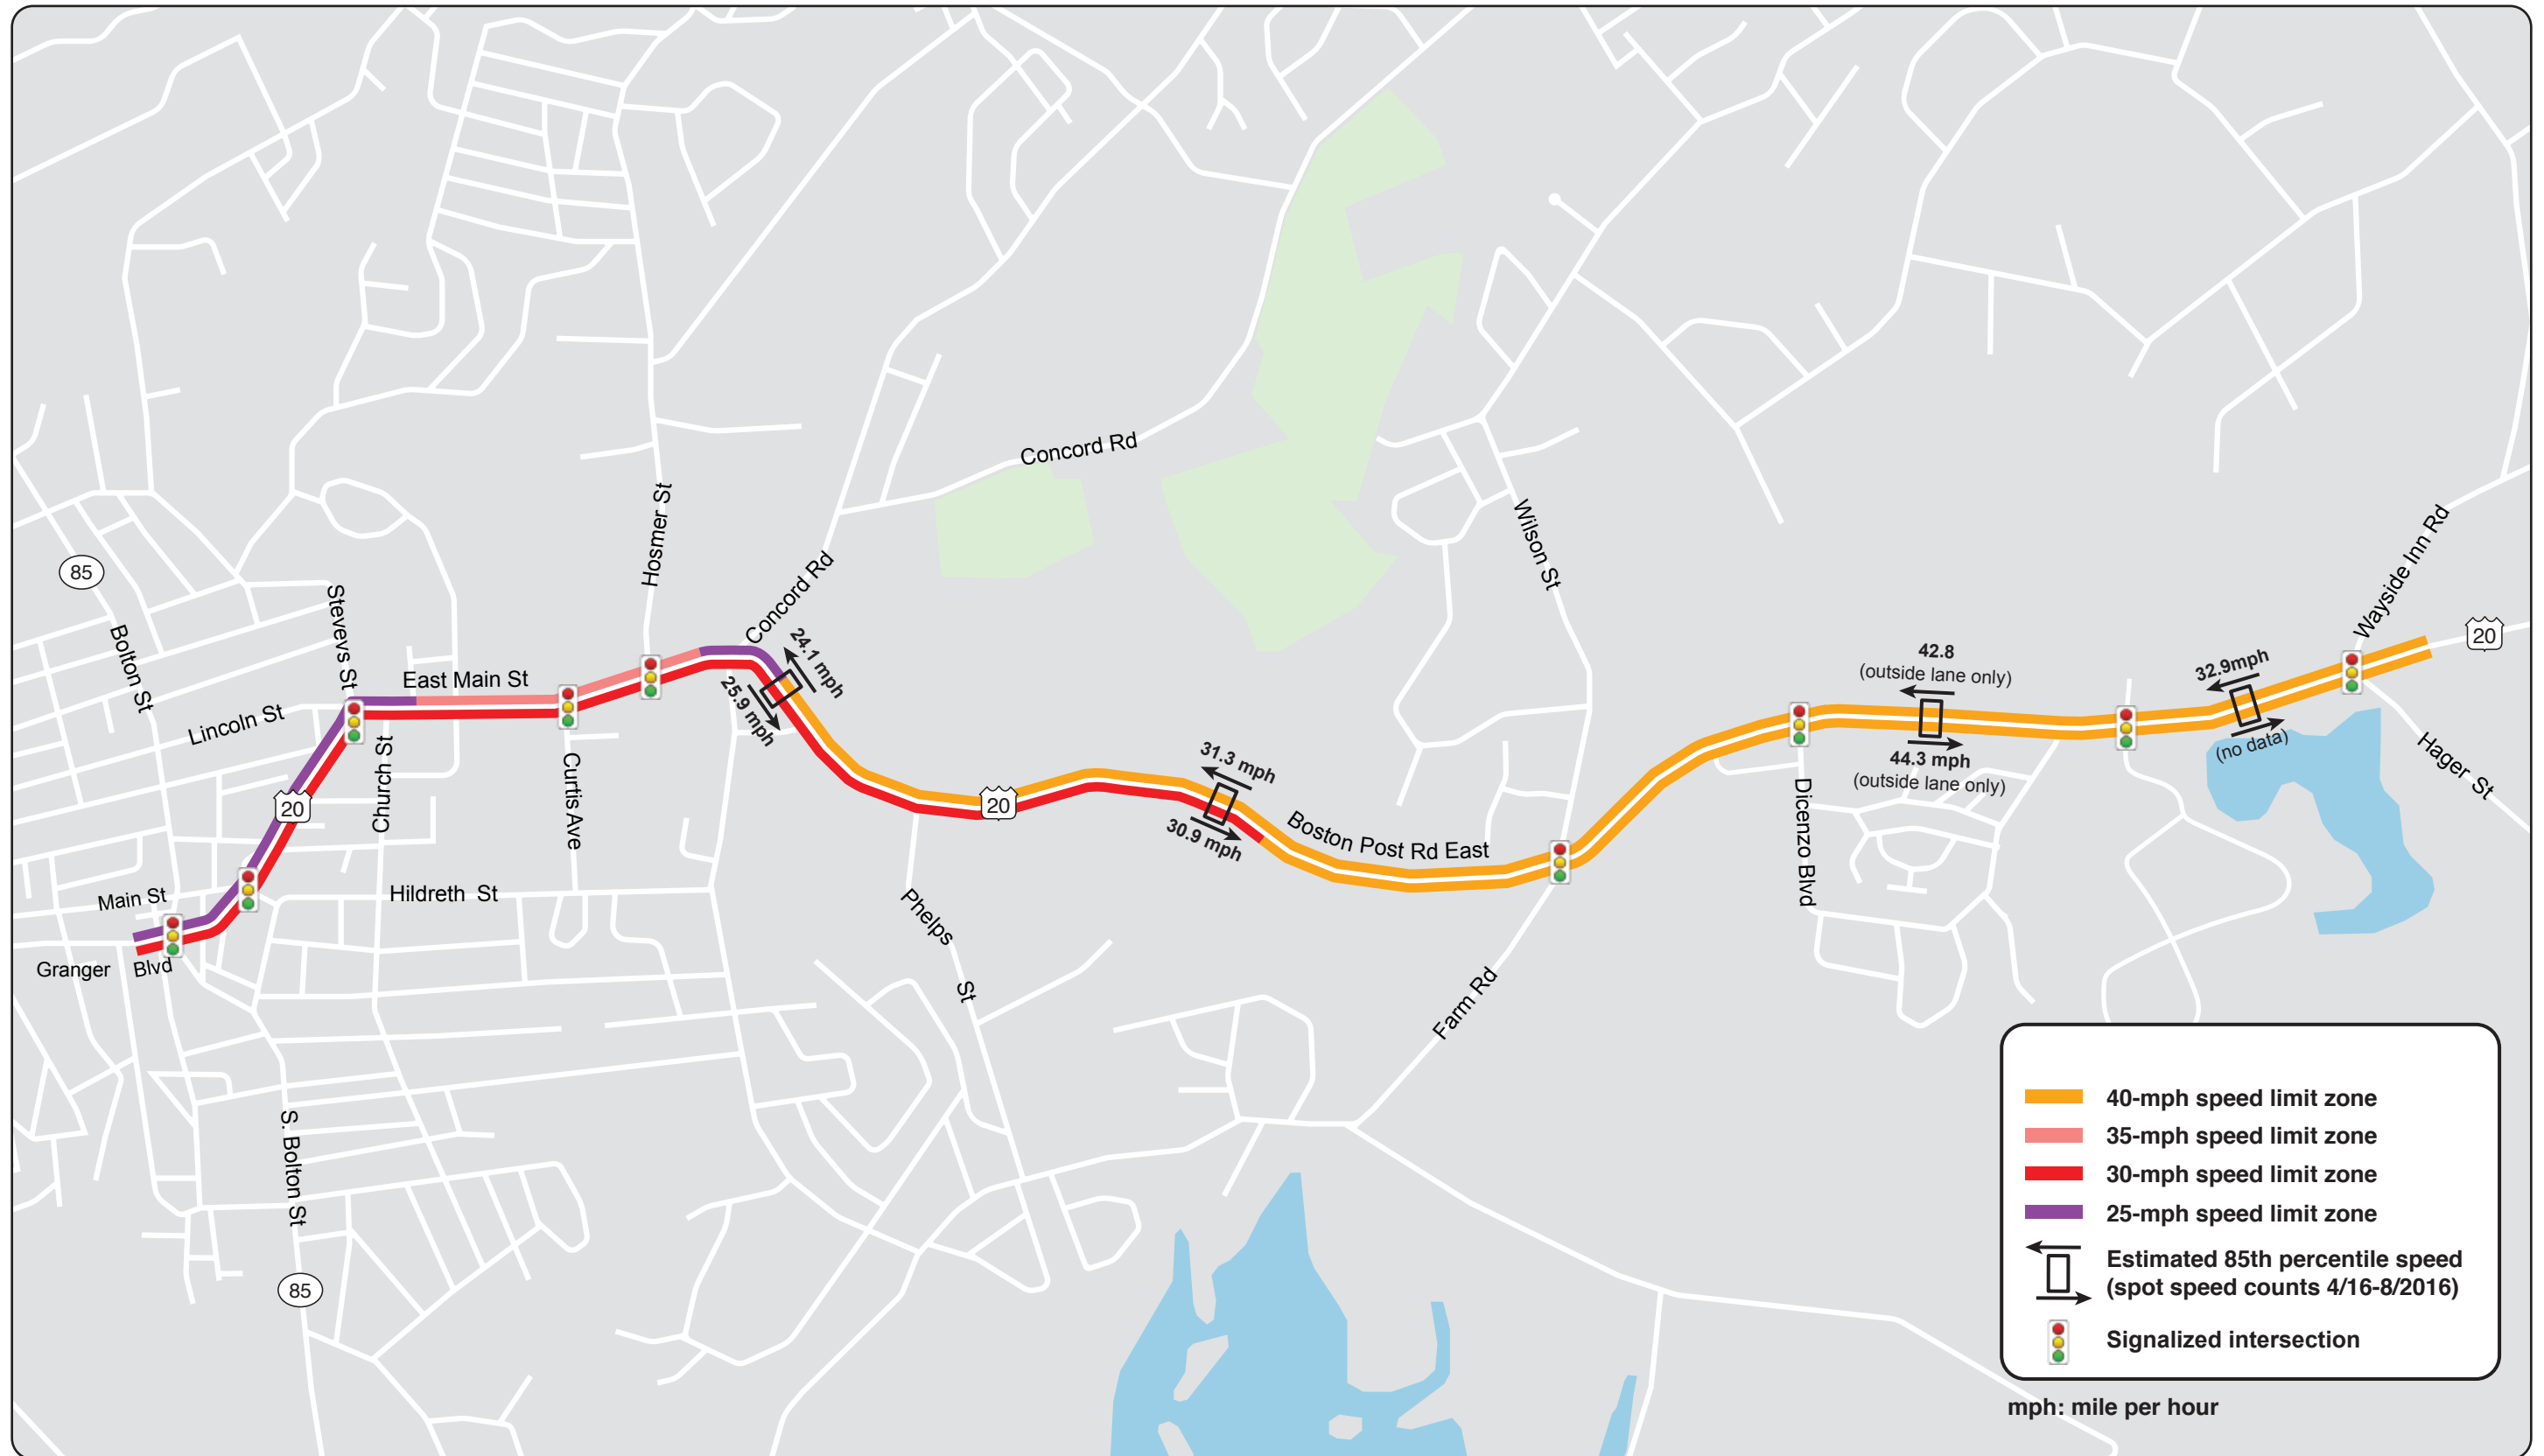 Concord Rd
Hosmer St
Wilson St
Wayside Inn Rd
85
Stevevs St
Concord Rd
20
Bolton St
24.1 mph
42.8
(outside lane only)
32.9mph
East Main St
25.9 mph
Lincoln St
(no data)
44.3 mph
(outside lane only)
31.3 mph
Hager St
20
Church St
Curtis Ave
20
30.9 mph
Boston Post Rd East
Dicenzo Blvd
Main St
Hildreth St
Phelps
St
Granger Blvd
Farm Rd
S. Bolton St
85
40-mph speed limit zone
35-mph speed limit zone
30-mph speed limit zone
25-mph speed limit zone
Estimated 85th percentile speed
(spot speed counts 4/16-8/2016)
Signalized intersection
mph: mile per hour